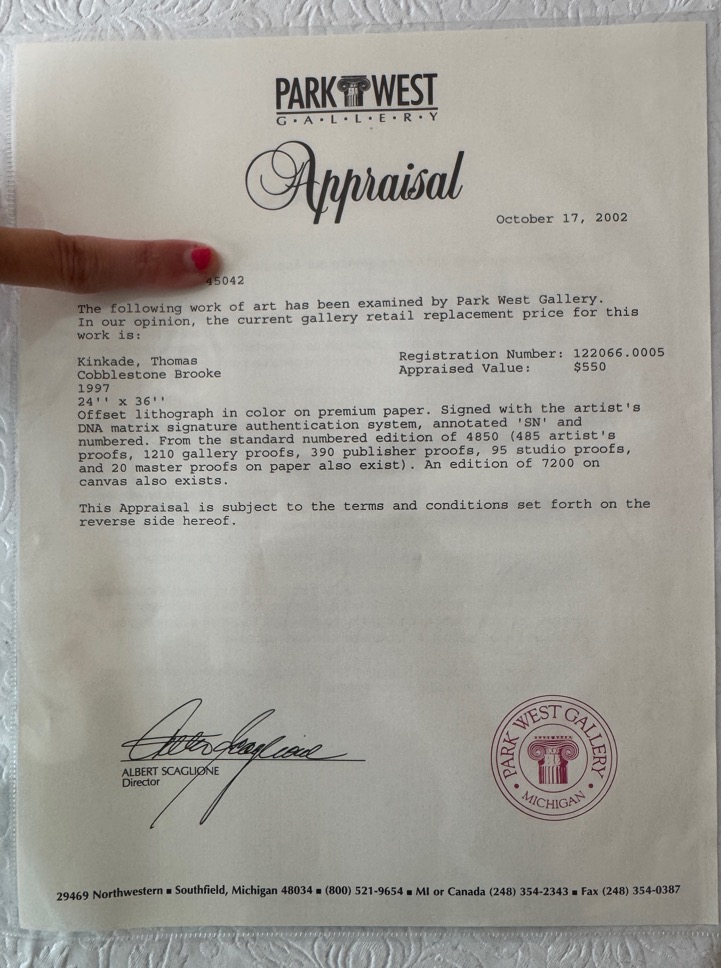 PARK WEST
G•A•L•L•E•R•Y
Appraisal
October 17, 2002
45042
The following work of art has been examined by Park West Gallery.
In our opinion, the current gallery retail replacement price for this
work is:
Kinkade, Thomas
Registration Number: 122066.0005
Cobblestone Brooke
Appraised Value: $550
1997
24'' x 36''
Offset lithograph in color on premium paper. Signed with the artist's
DNA matrix signature authentication system, annotated 'SN' and
numbered. From the standard numbered edition of 4850 (485 artist's
proofs, 1210 gallery proofs, 390 publisher proofs, 95 studio proofs,
and 20 master proofs on paper also exist). An edition of 7200 on
canvas also exists.
This Appraisal is subject to the terms and conditions set forth on the
reverse side hereof.
ALBERT SCAGLIONE
Director
PARK WEST GALLERY
• MICHIGAN •
29469 Northwestern ■ Southfield, Michigan 48034 ■ (800) 521-9654 ■ MI or Canada (248) 354-2343 ■ Fax (248) 354-0387